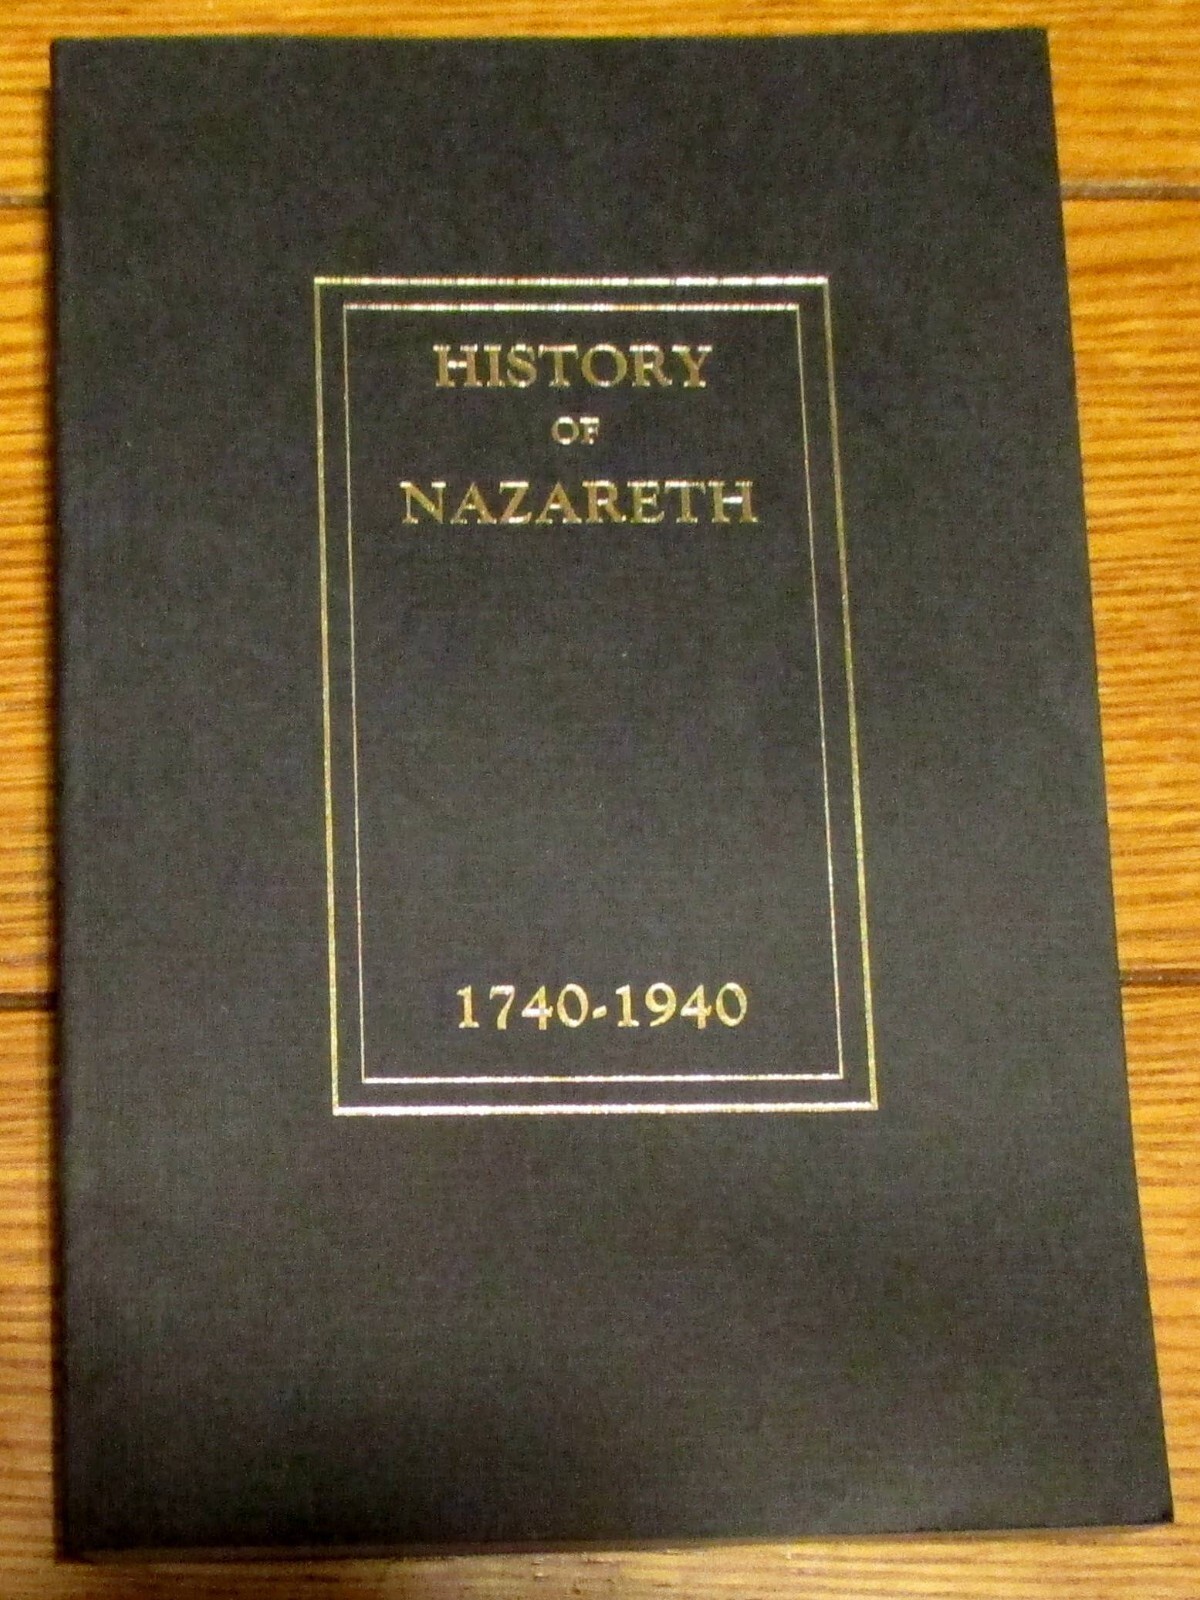 HISTORY
OF
NAZARETH
1740-1940